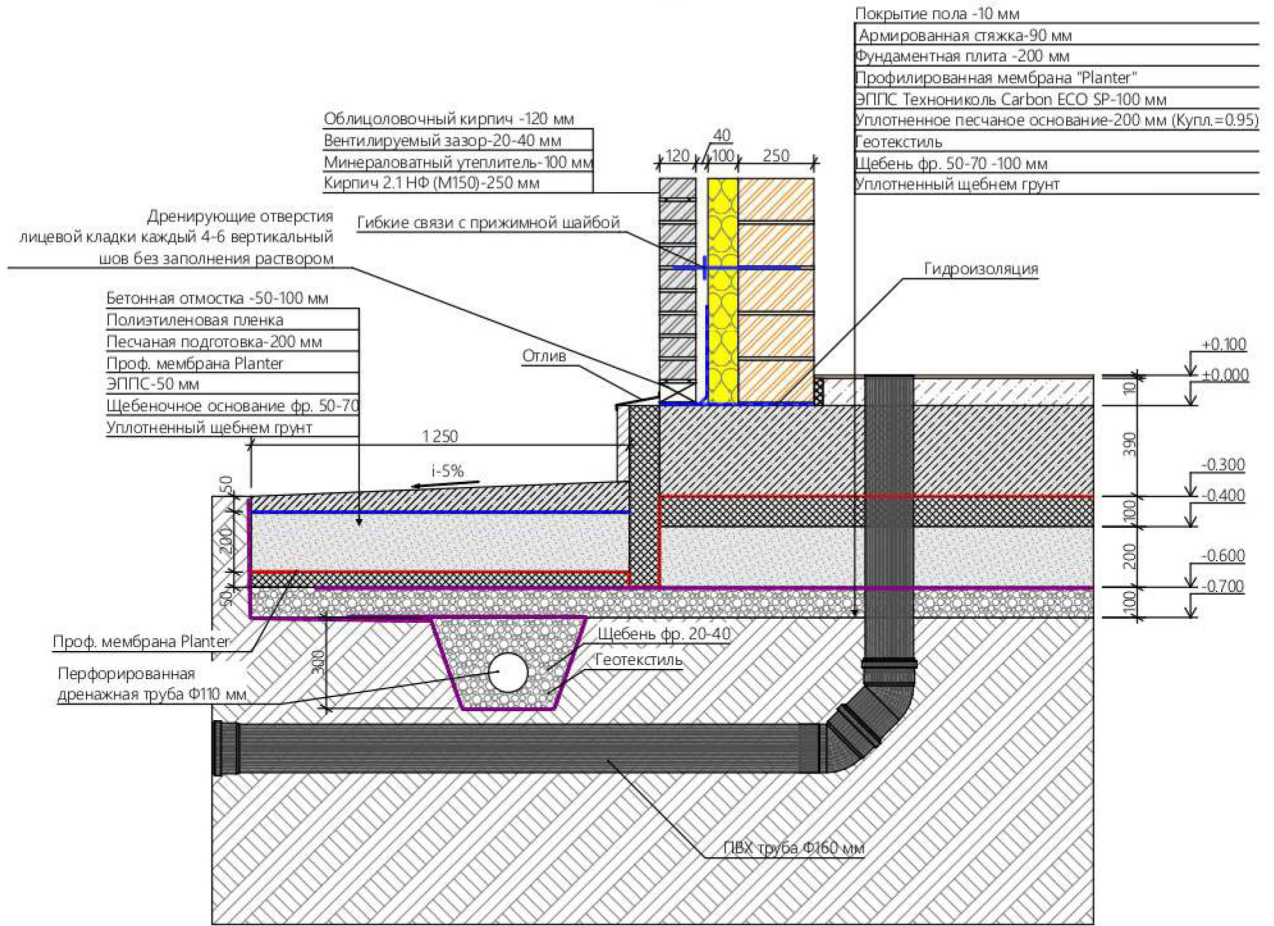 Покрытие пола -10 мм
Армированная стяжка-90 мм
Фундаментная плита -200 мм
Профилированная мембрана "Planter"
ЭППС Технониколь Carbon ECO SP-100 мм
Уплотненное песчаное основание-200 мм (Купл.=0.95)
Геотекстиль
Щебень фр. 50-70 -100 мм
Уплотненный щебнем грунт
Облицоловочный кирпич -120 мм
Вентилируемый зазор-20-40 мм
Минераловатный утеплитель-100 мм
Кирпич 2.1 НФ (М150)-250 мм
40
120
100
250
Дренирующие отверстия
лицевой кладки каждый 4-6 вертикальный
шов без заполнения раствором
Гибкие связи с прижимной шайбой
Гидроизоляция
Бетонная отмостка -50-100 мм
Полиэтиленовая пленка
Песчаная подготовка-200 мм
Проф. мембрана Planter
ЭППС-50 мм
Щебеночное основание фр. 50-70
Уплотненный щебнем грунт
Отлив
+0.100
±0.000
10
1250
390
i-5%
-0.300
-0.400
50
100
200
200
-0.600
50
-0.700
100
Проф. мембрана Planter
Щебень фр. 20-40
Геотекстиль
300
Перфорированная
дренажная труба Ф110 мм
ПВХ труба Ф160 мм